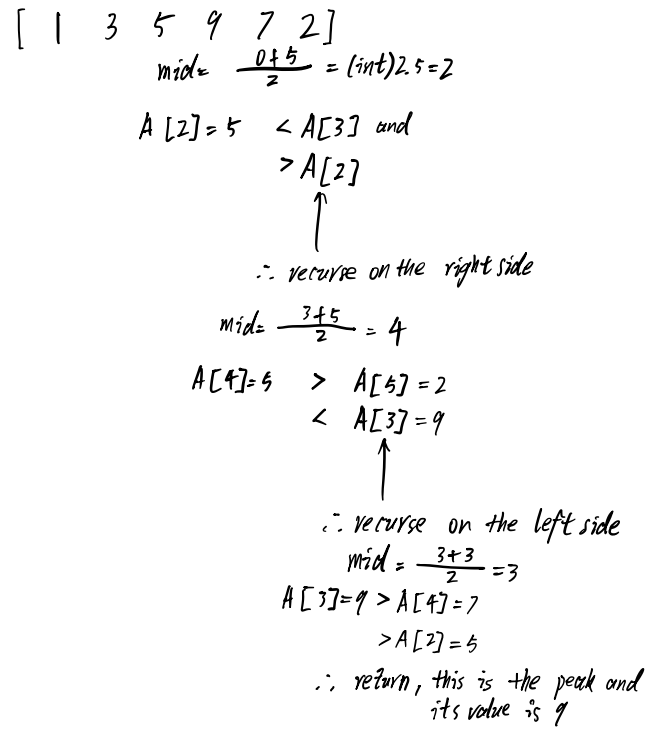 [ 1 3 5 9 7 2 ]
mid = (0+5)/2 = (int)2.5 = 2
A[2] = 5 < A[3] and
> A[2]
∴ recurse on the right side
mid = (3+5)/2 = 4
A[4] = 5 > A[5] = 2
< A[3] = 9
∴ recurse on the left side
mid = (3+3)/2 = 3
A[3] = 9 > A[4] = 7
> A[2] = 5
∴ return, this is the peak and
its value is 9